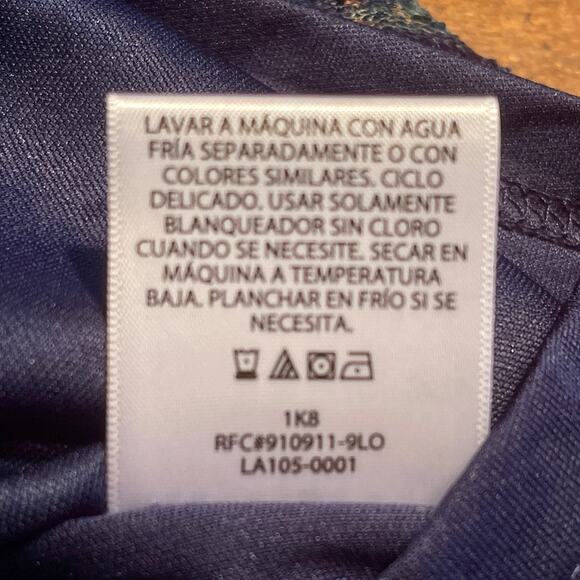 LAVAR A MÁQUINA CON AGUA
FRÍA SEPARADAMENTE O CON
COLORES SIMILARES. CICLO
DELICADO. USAR SOLAMENTE
BLANQUEADOR SIN CLORO
CUANDO SE NECESITE. SECAR EN
MÁQUINA A TEMPERATURA
BAJA. PLANCHAR EN FRÍO SI SE
NECESITA.
1K8
RFC#910911-9LO
LA105-0001